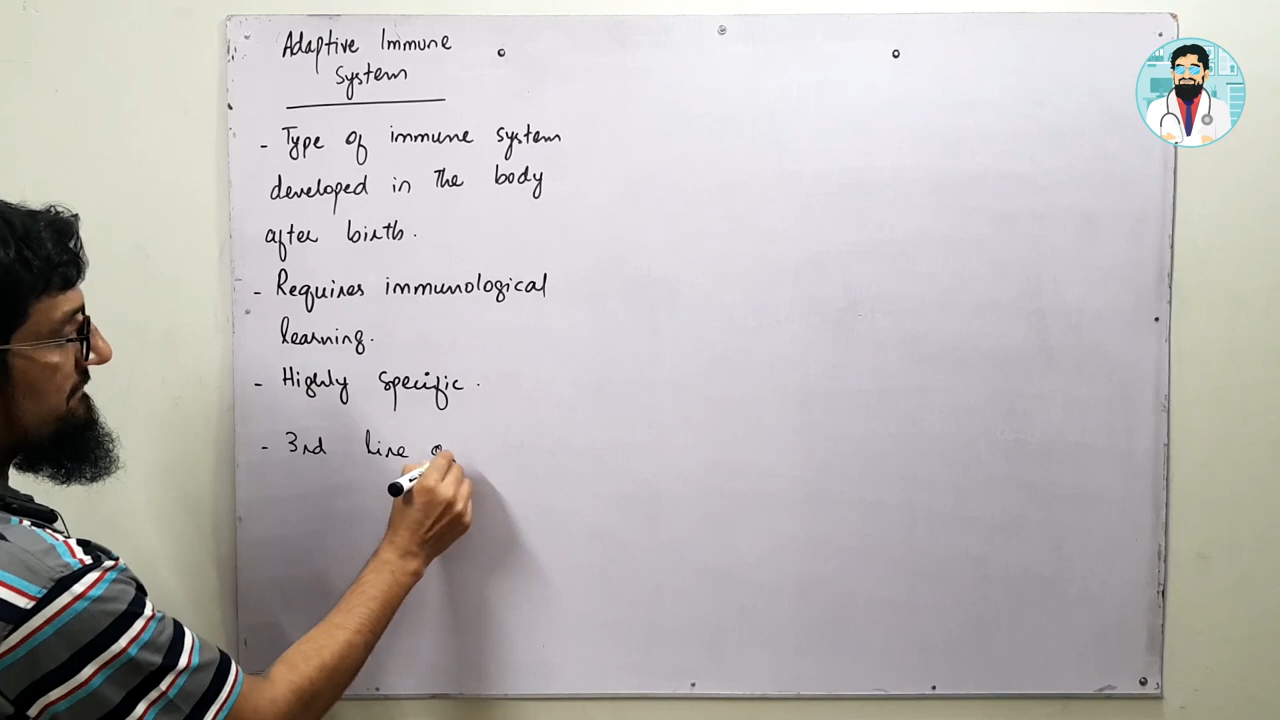 Adaptive Immune
System
- Type of immune system
developed in the body
after birth.
- Requires immunological
learning.
- Highly specific.
- 3rd line o